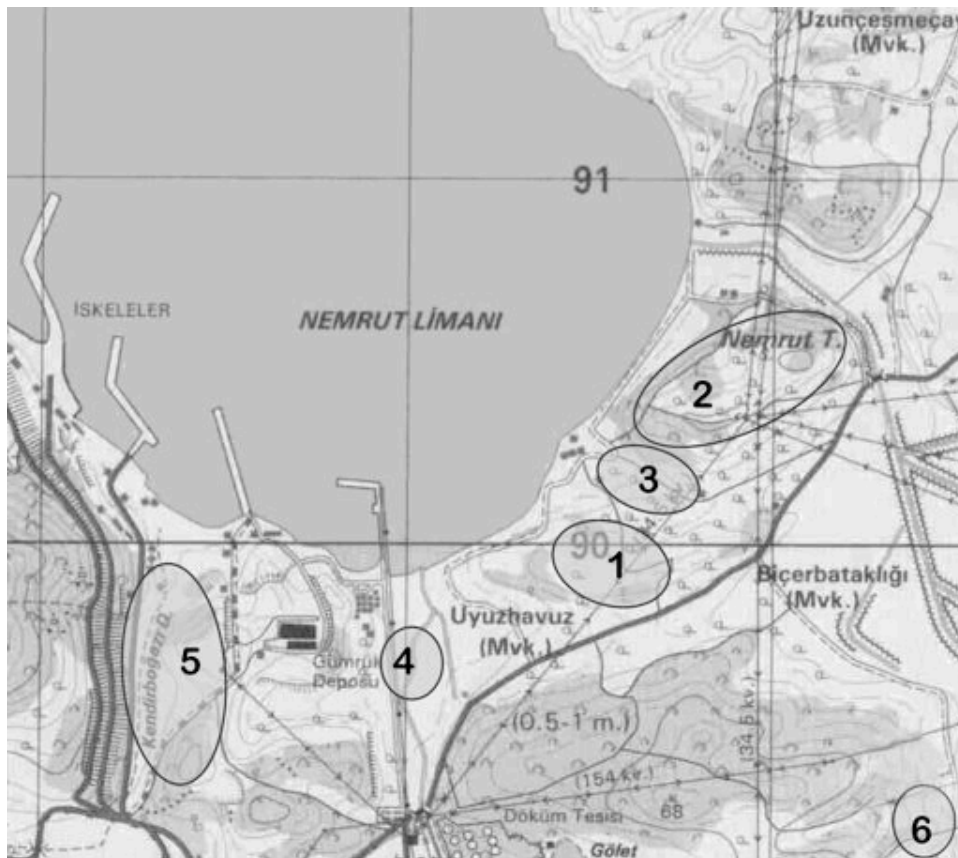 Uzunçeşmeçay
(Mvk.)
91
İSKELELER
NEMRUT LİMANI
Nemrut T.
2
3
90
1
Biçerbataklığı
(Mvk.)
Uyuzhavuz
(Mvk.)
4
5
Kendirboğazı D.
Gümrük
Deposu
(0.5-1 m.)
(34.5 kv.)
(154 kv.)
68
Döküm Tesisi
6
Gölet